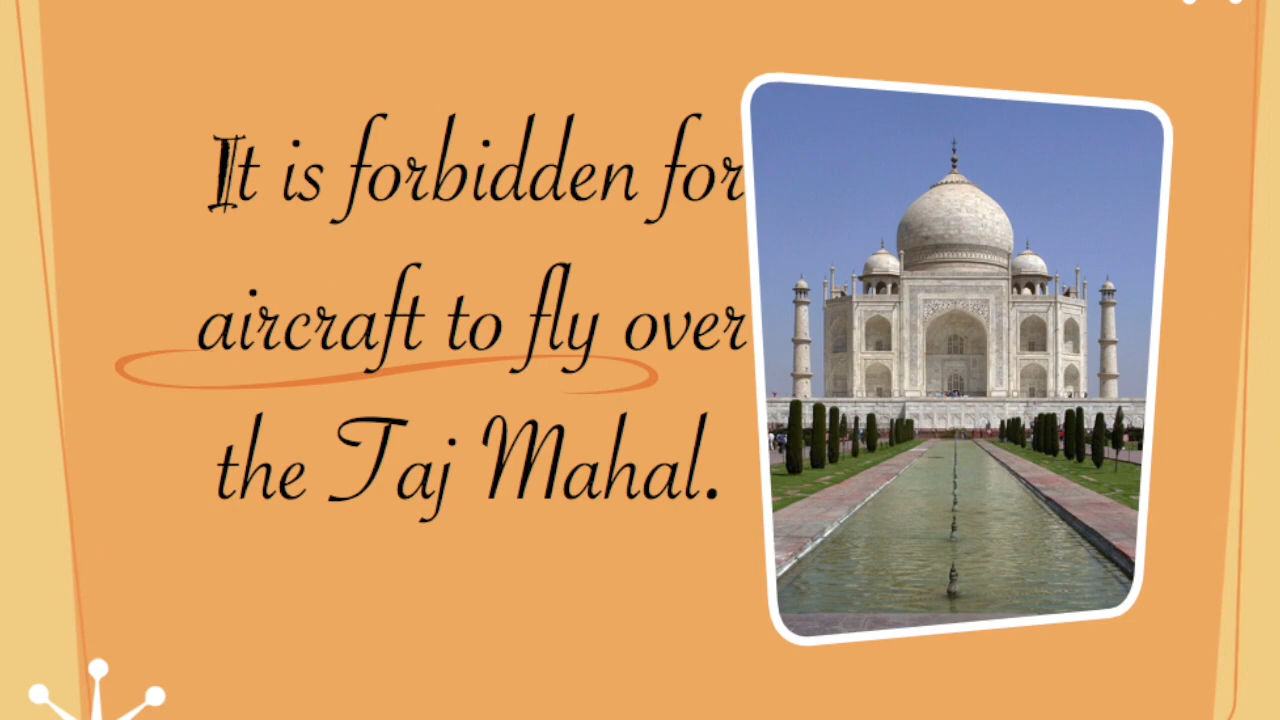 It is forbidden for
aircraft to fly over
the Taj Mahal.